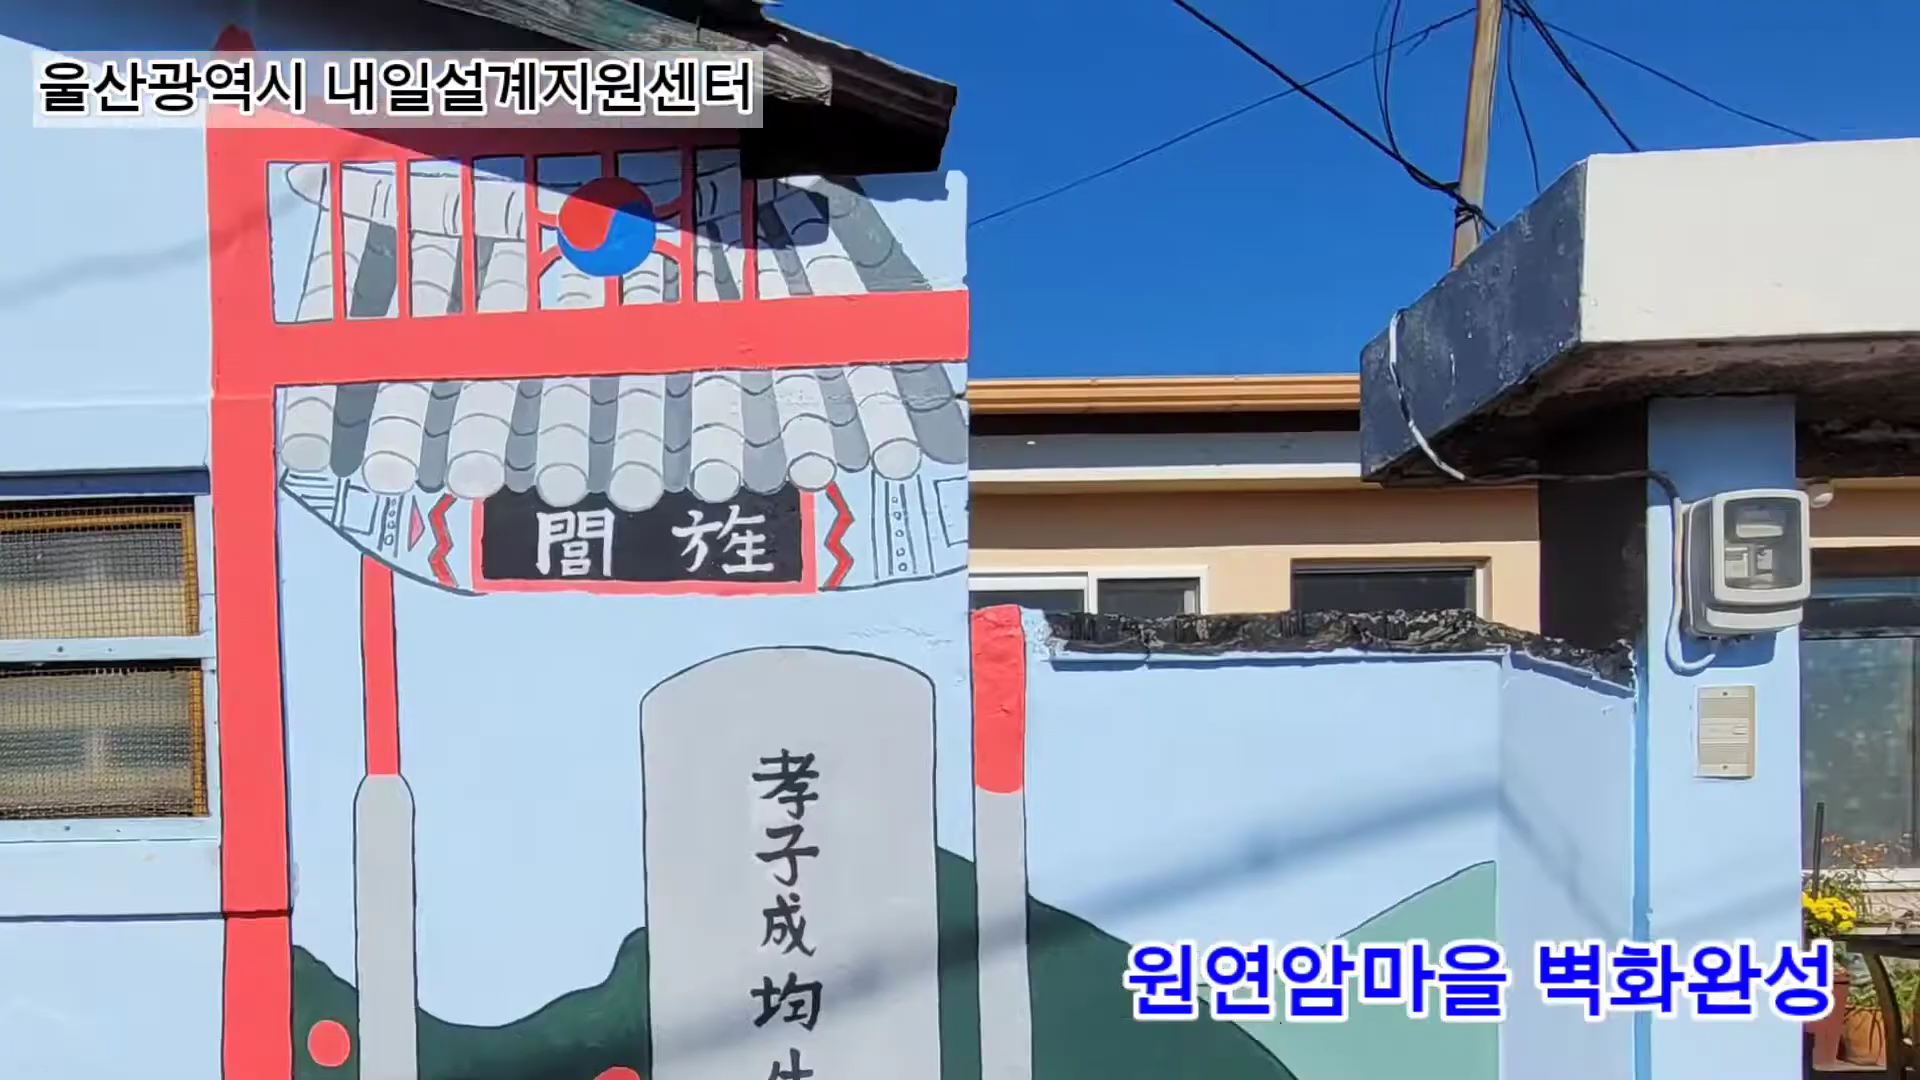 울산광역시 내일설계지원센터
閭 旌
孝子成均生
원연암마을 벽화완성